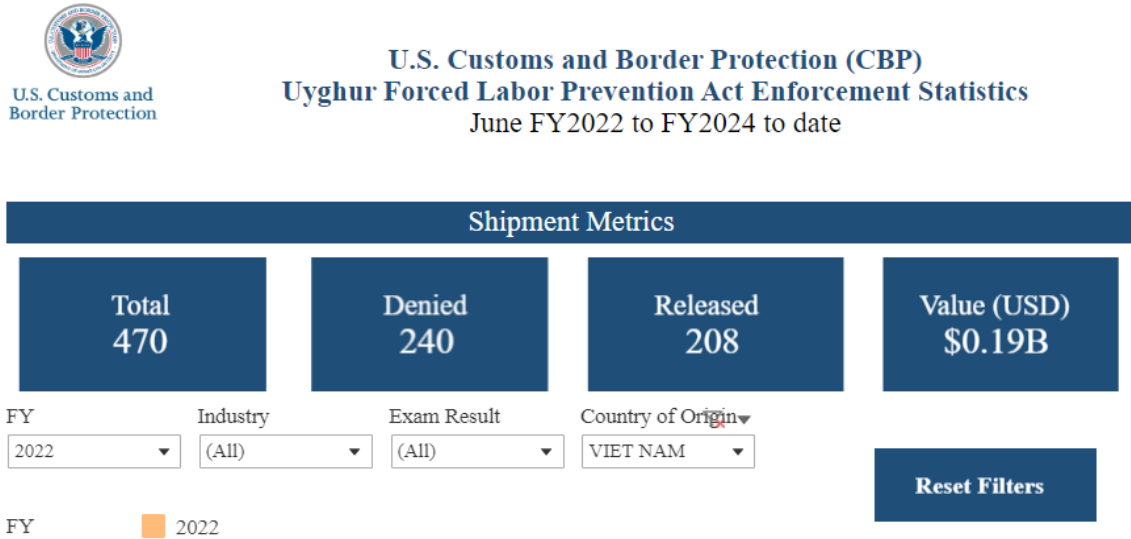 U.S. Customs and
Border Protection
U.S. Customs and Border Protection (CBP)
Uyghur Forced Labor Prevention Act Enforcement Statistics
June FY2022 to FY2024 to date
Shipment Metrics
Total
470
Denied
240
Released
208
Value (USD)
$0.19B
FY
2022
Industry
(All)
Exam Result
(All)
Country of Origin
VIET NAM
Reset Filters
FY
2022